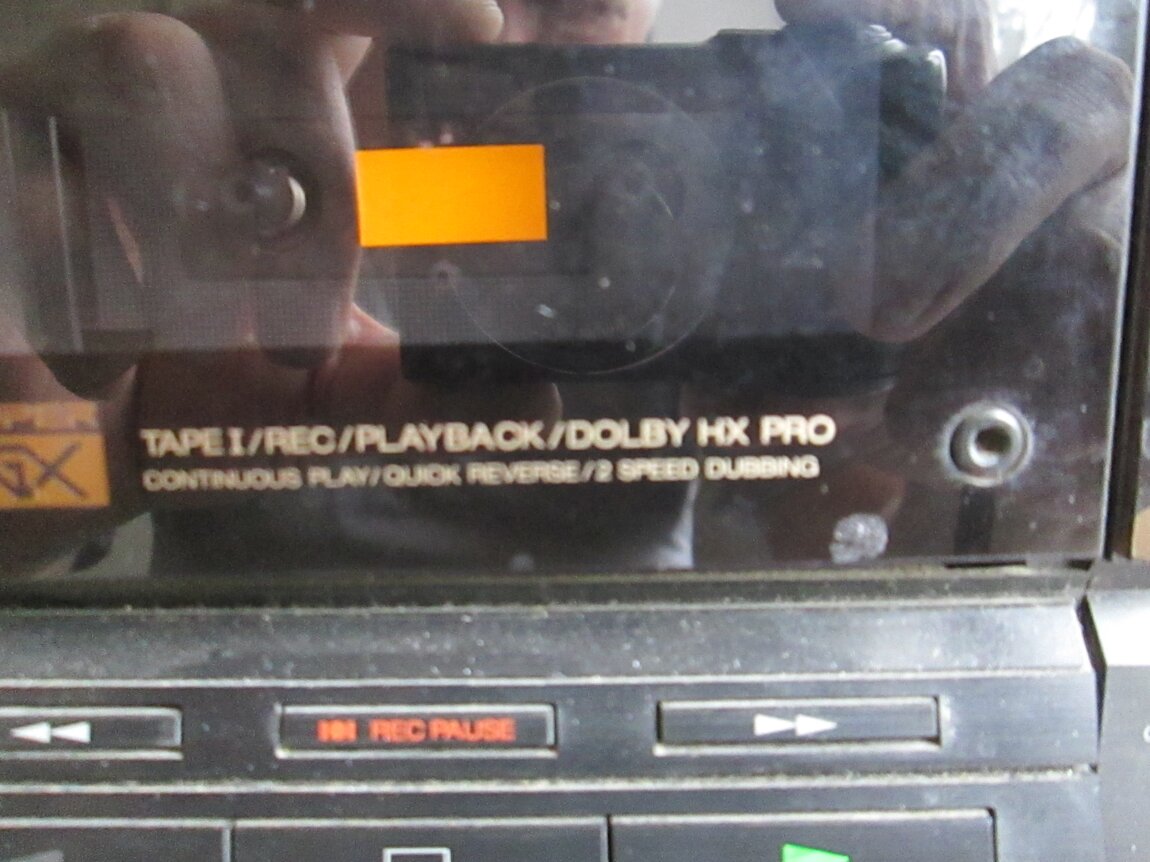 TAPE I/REC/PLAYBACK/DOLBY HX PRO
CONTINUOUS PLAY/QUICK REVERSE/2 SPEED DUBBING
REC PAUSE